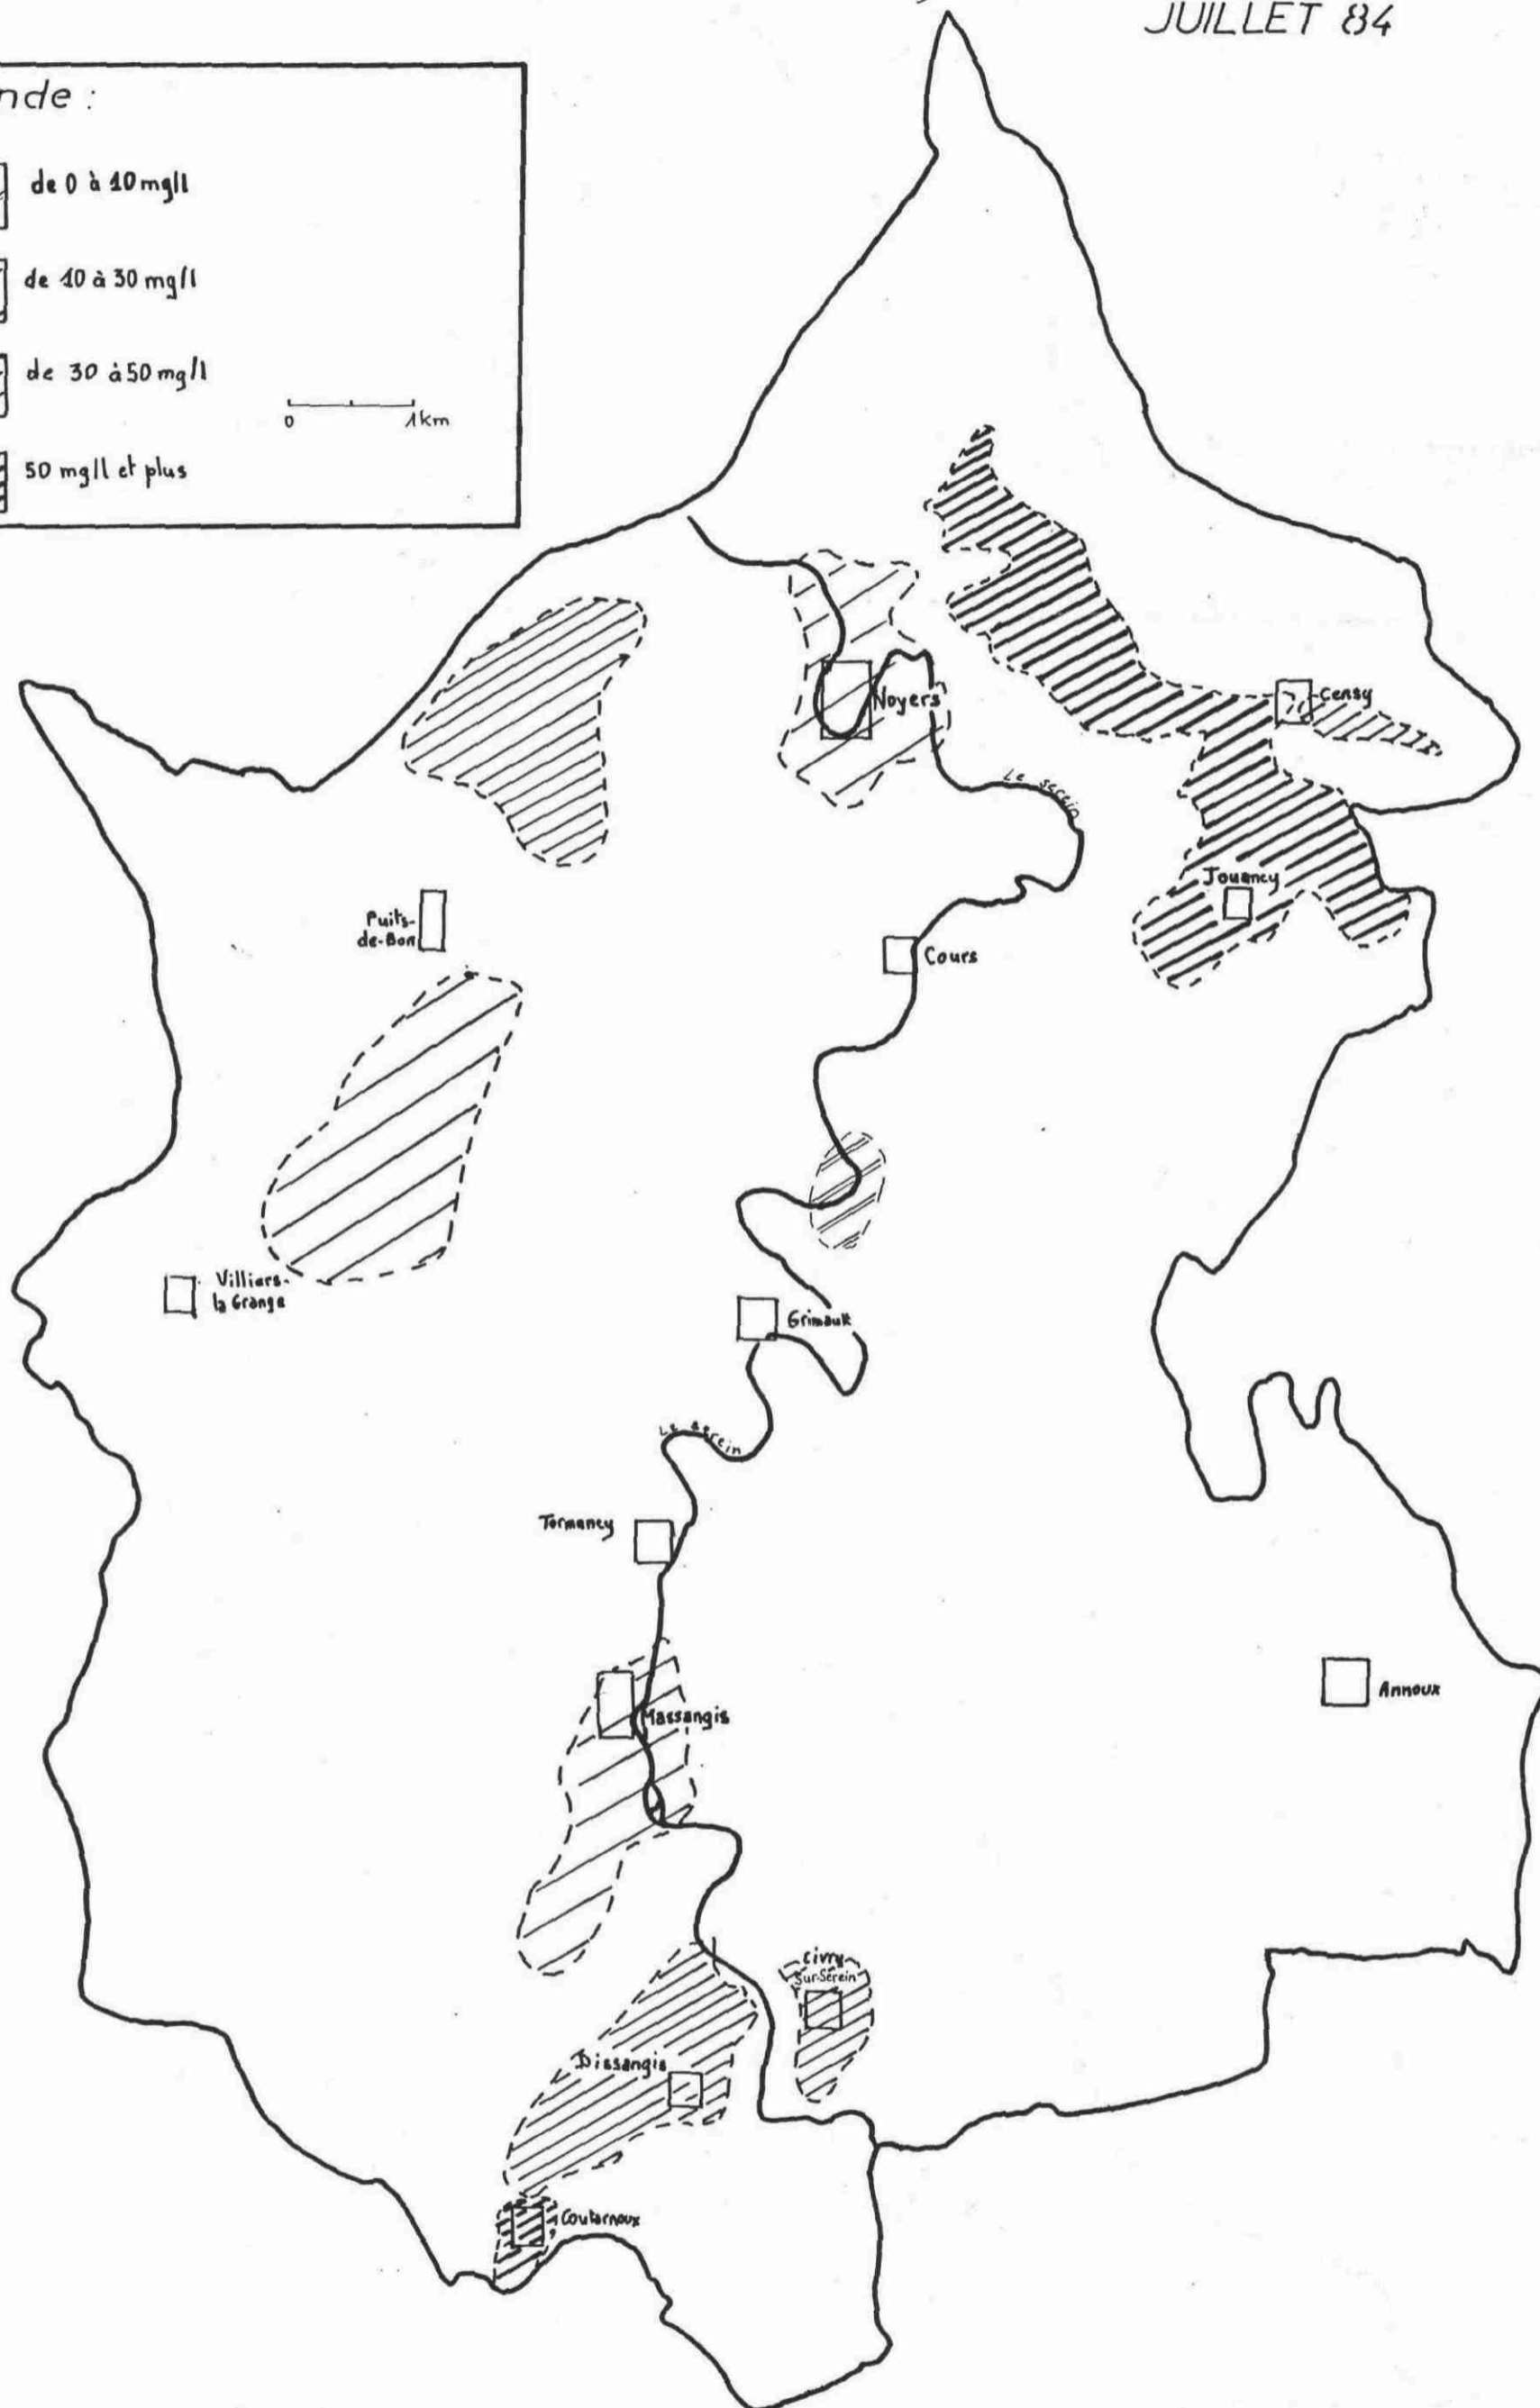 JUILLET 84
nde :
de 0 à 10 mg/l
de 10 à 30 mg/l
de 30 à 50 mg/l
0 1km
50 mg/l et plus
Noyers
Censy
Le serein
Jouancy
Puits-
de-Bon
Cours
Villiers-
la Grange
Grimault
Le serein
Tormancy
Massangis
Annoux
Civry
Sur-Serein
Dissangis
Coutarnoux